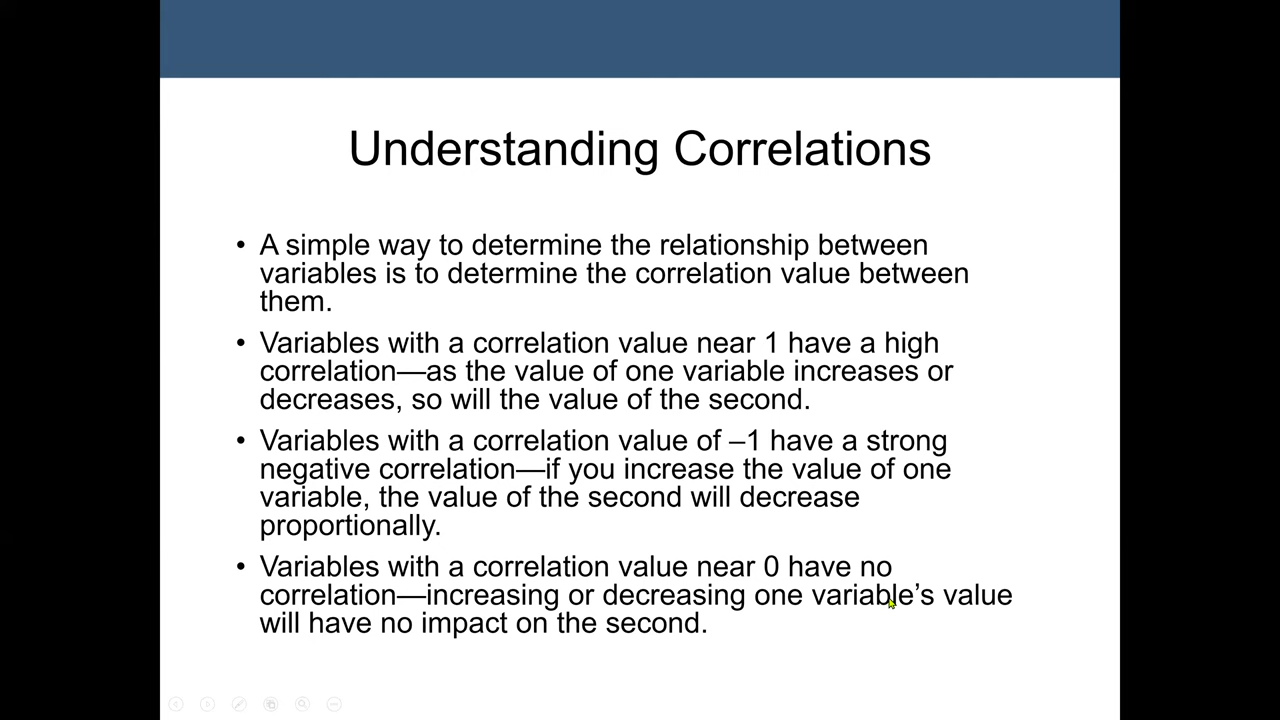 Understanding Correlations
• A simple way to determine the relationship between
variables is to determine the correlation value between
them.
• Variables with a correlation value near 1 have a high
correlation—as the value of one variable increases or
decreases, so will the value of the second.
• Variables with a correlation value of –1 have a strong
negative correlation—if you increase the value of one
variable, the value of the second will decrease
proportionally.
• Variables with a correlation value near 0 have no
correlation—increasing or decreasing one variable’s value
will have no impact on the second.